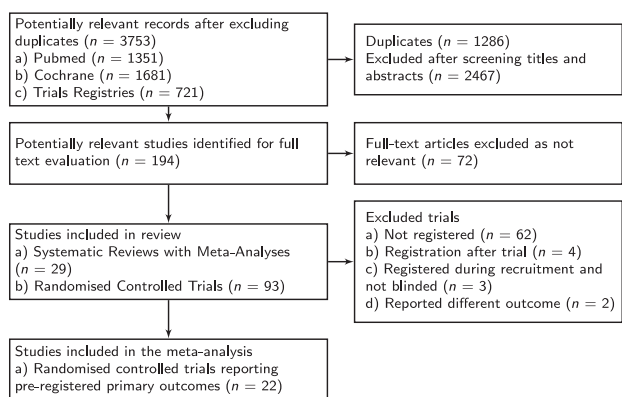 Potentially relevant records after excluding
duplicates (n = 3753)
a) Pubmed (n = 1351)
b) Cochrane (n = 1681)
c) Trials Registries (n = 721)
Duplicates (n = 1286)
Excluded after screening titles and
abstracts (n = 2467)
Potentially relevant studies identified for full
text evaluation (n = 194)
Full-text articles excluded as not
relevant (n = 72)
Studies included in review
a) Systematic Reviews with Meta-Analyses
(n = 29)
b) Randomised Controlled Trials (n = 93)
Excluded trials
a) Not registered (n = 62)
b) Registration after trial (n = 4)
c) Registered during recruitment and
not blinded (n = 3)
d) Reported different outcome (n = 2)
Studies included in the meta-analysis
a) Randomised controlled trials reporting
pre-registered primary outcomes (n = 22)